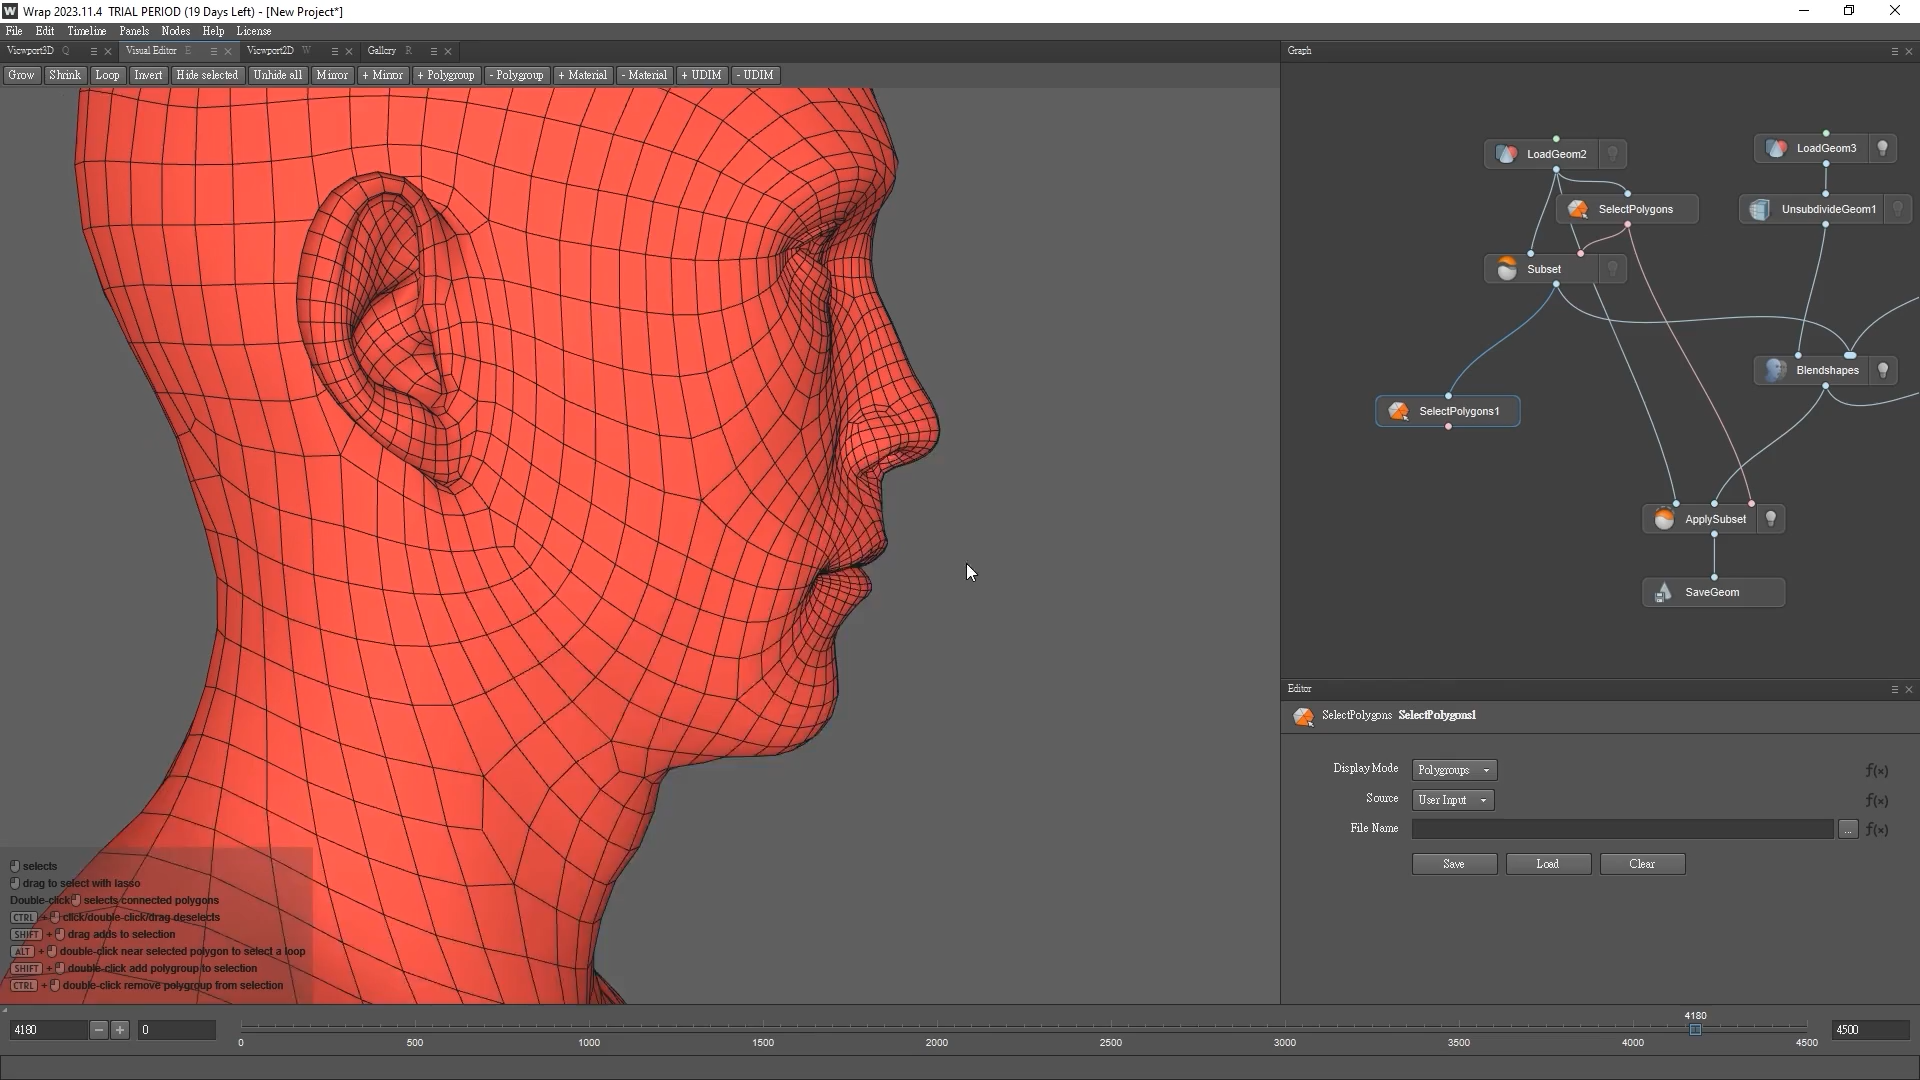 Wrap 2023.11.4 TRIAL PERIOD (19 Days Left) - [New Project*]
File Edit Timeline Panels Nodes Help License
Viewport3D Q Visual Editor E Viewport2D W Gallery R
Grow Shrink Loop Invert Hide selected Unhide all Mirror + Mirror + Polygroup - Polygroup + Material - Material + UDIM - UDIM
selects
drag to select with lasso
Double-click selects connected polygons
CTRL + click/double-click/drag deselects
SHIFT + drag adds to selection
ALT + double-click near selected polygon to select a loop
SHIFT + double-click add polygroup to selection
CTRL + double-click remove polygroup from selection
Graph
LoadGeom2
LoadGeom3
SelectPolygons
UnsubdivideGeom1
Subset
Blendshapes
SelectPolygons1
ApplySubset
SaveGeom
Editor
SelectPolygons SelectPolygons1
Display Mode Polygroups f(x)
Source User Input f(x)
File Name ... f(x)
Save Load Clear
4180 - + 0
4180
0 500 1000 1500 2000 2500 3000 3500 4000 4500
4500